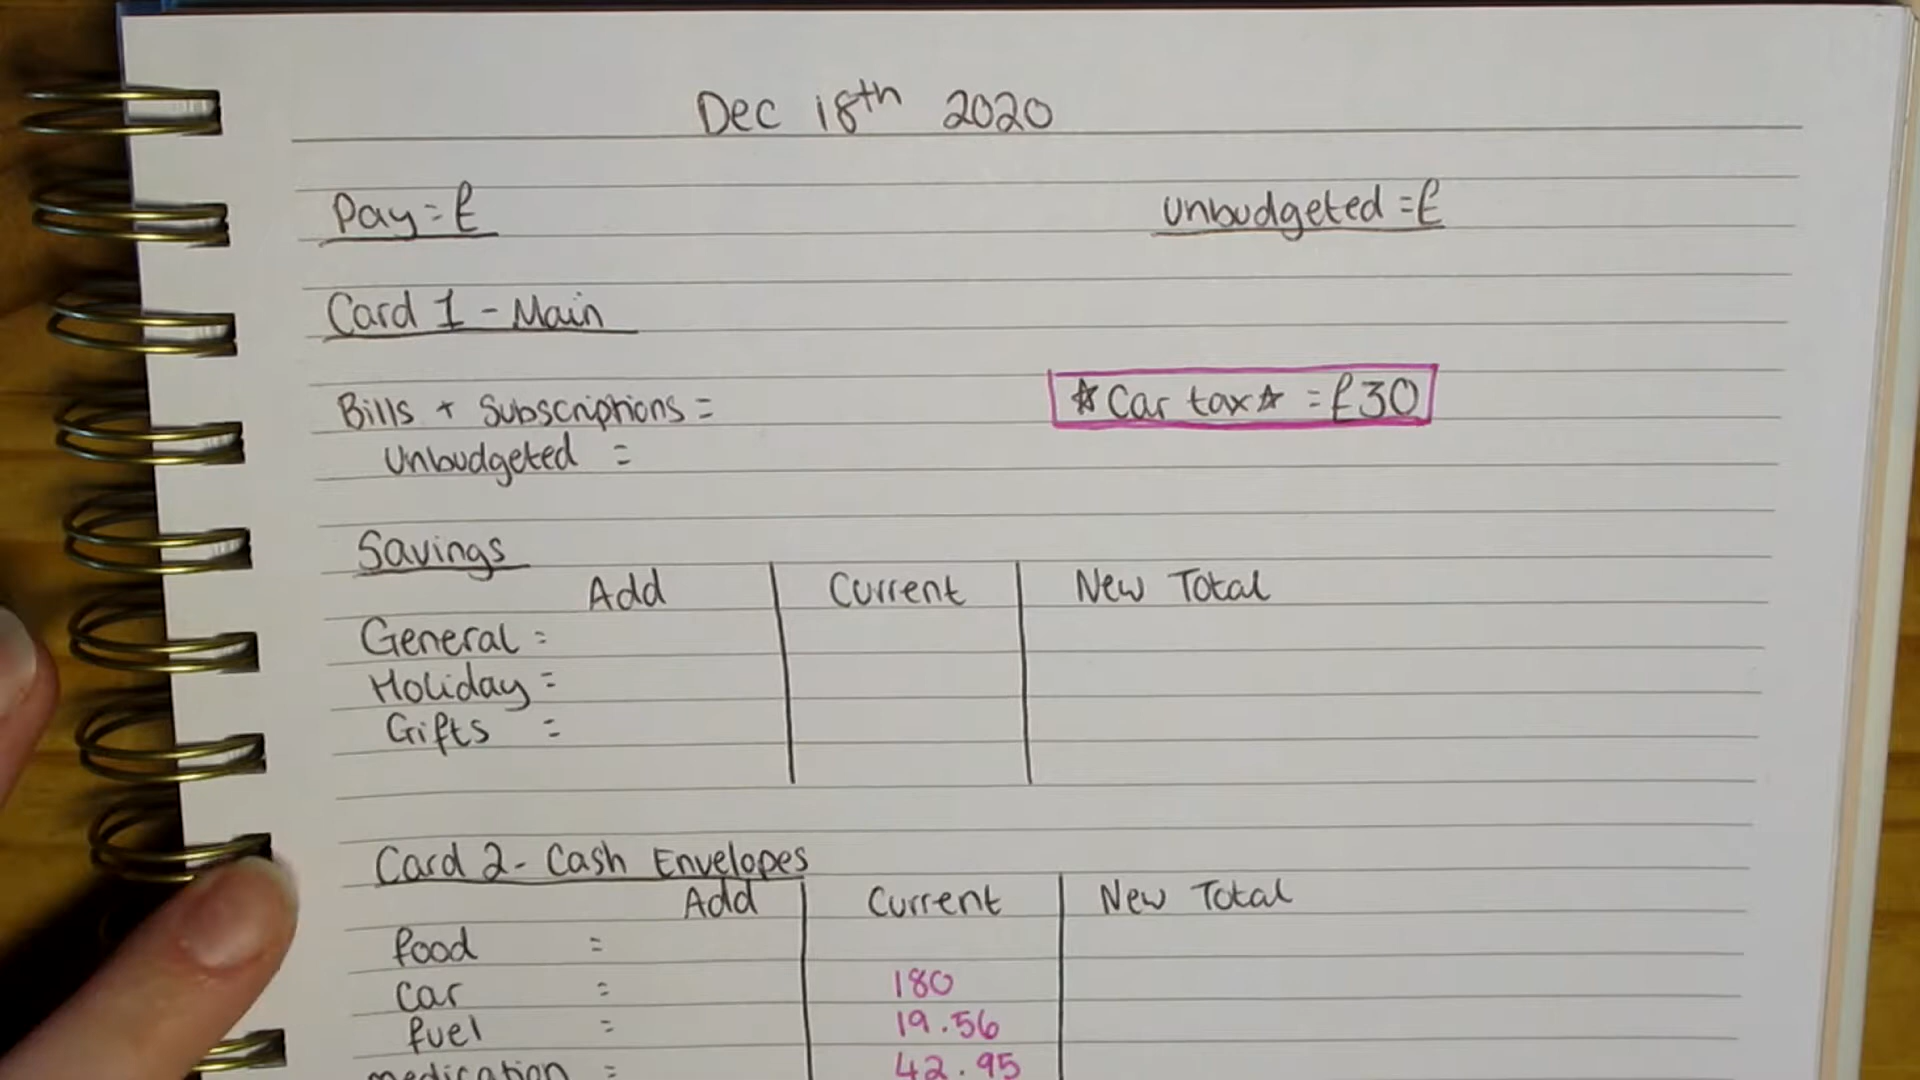 Dec 18th 2020
Pay = £
Unbudgeted = £
Card 1 - Main
Bills + Subscriptions =
☆ Car tax ☆ = £30
Unbudgeted =
Savings
Add Current New Total
General =
Holiday =
Gifts =
Card 2 - Cash Envelopes
Add Current New Total
food =
car = 180
fuel = 19.56
medication = 42.95